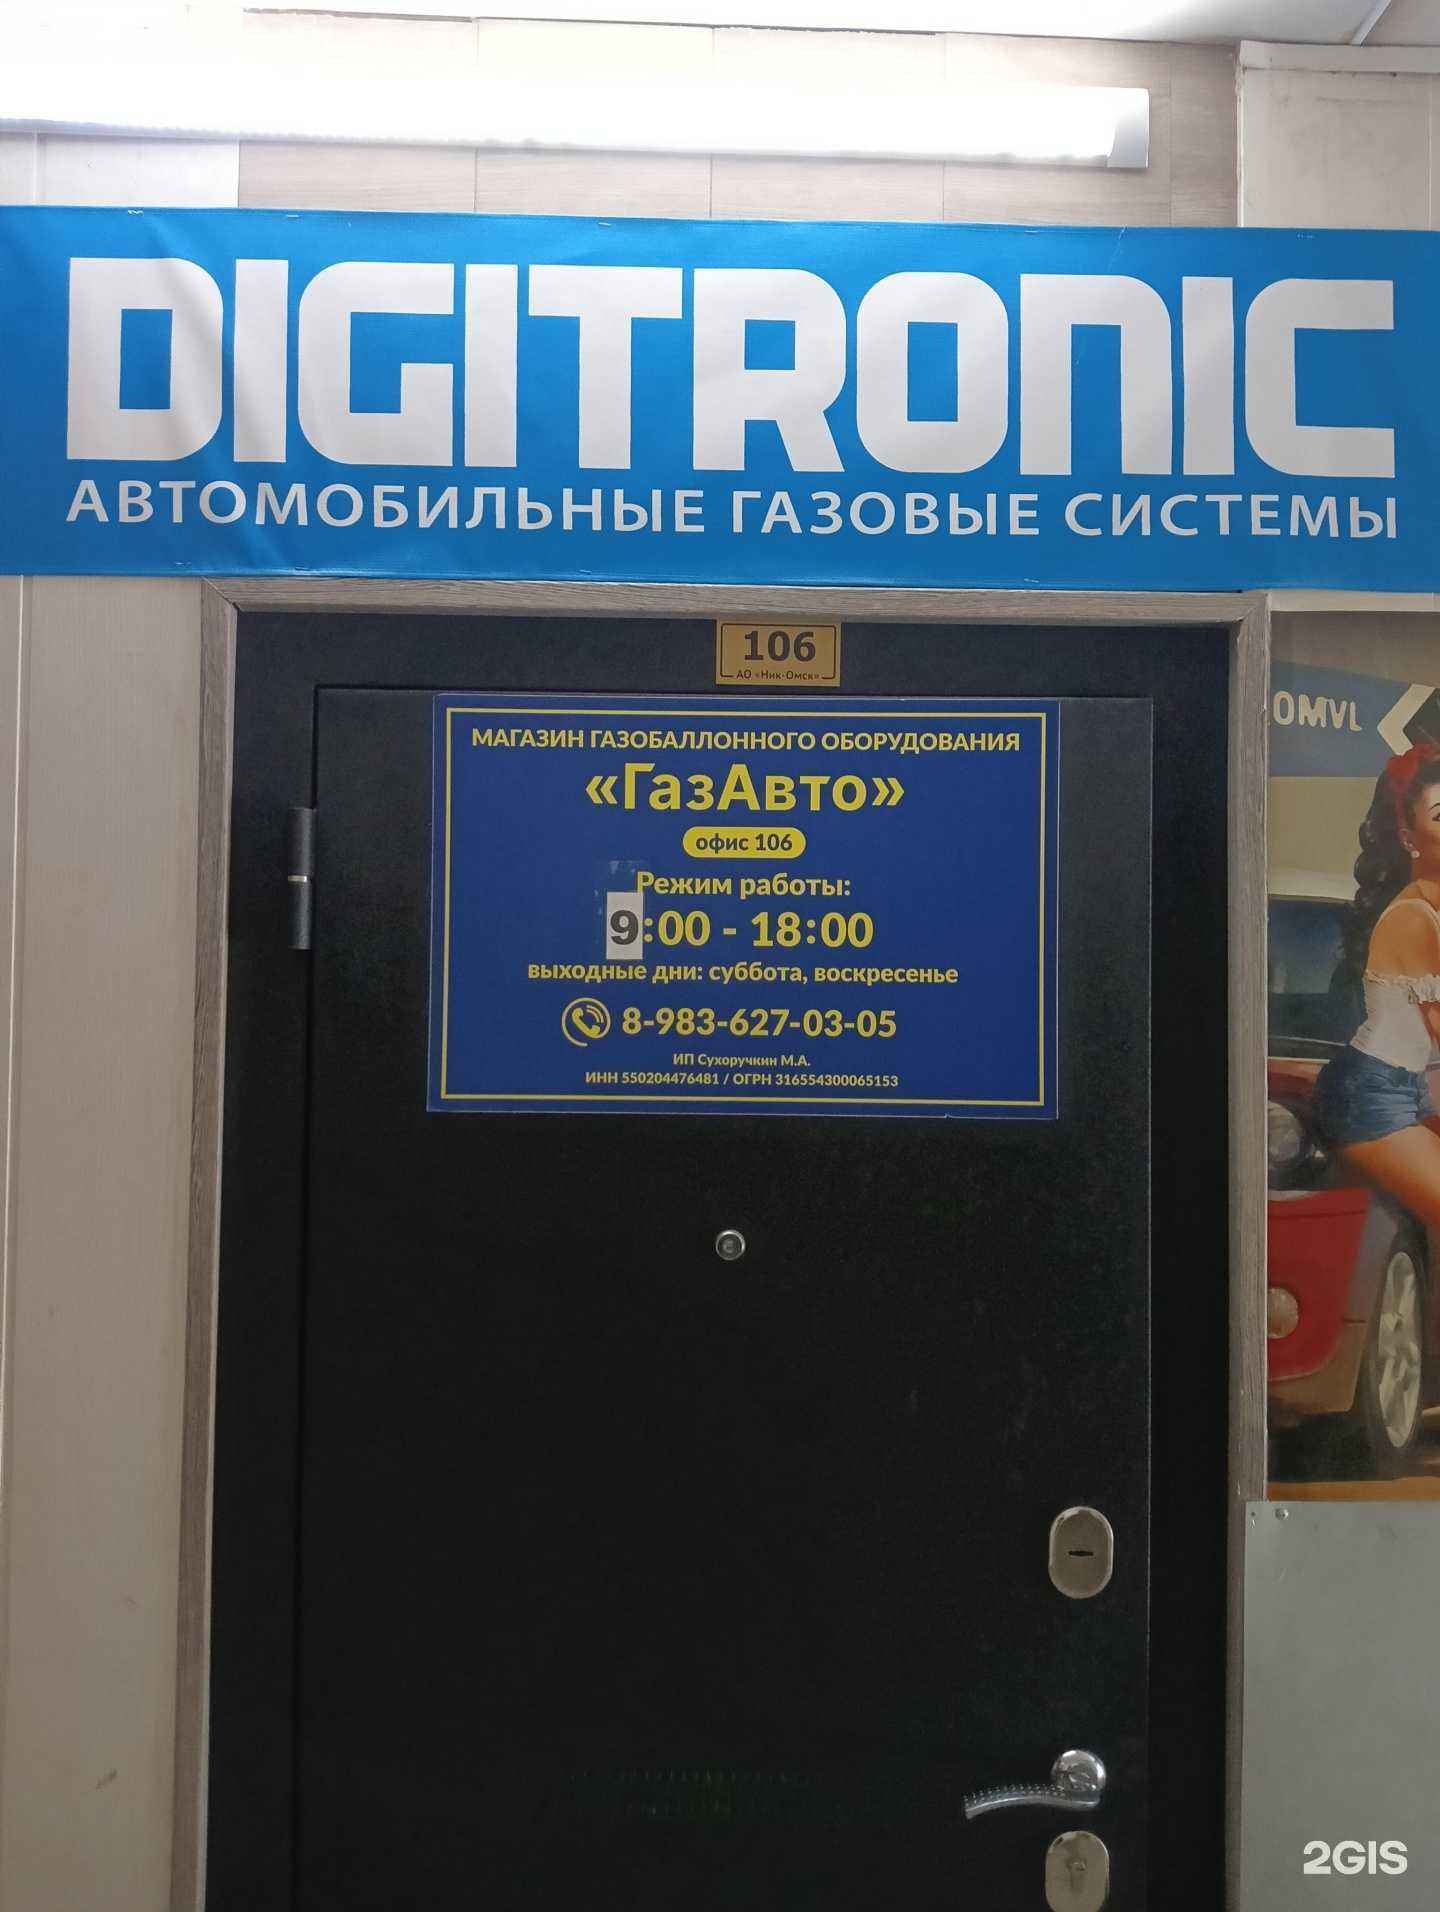 DIGITRONIC
АВТОМОБИЛЬНЫЕ ГАЗОВЫЕ СИСТЕМЫ
106
АО «Ник-Омск»
OMVL
МАГАЗИН ГАЗОБАЛЛОННОГО ОБОРУДОВАНИЯ
«ГазАвто»
офис 106
Режим работы:
9:00 - 18:00
выходные дни: суббота, воскресенье
8-983-627-03-05
ИП Сухоручкин М.А.
ИНН 550204476481 / ОГРН 316554300065153
2GIS